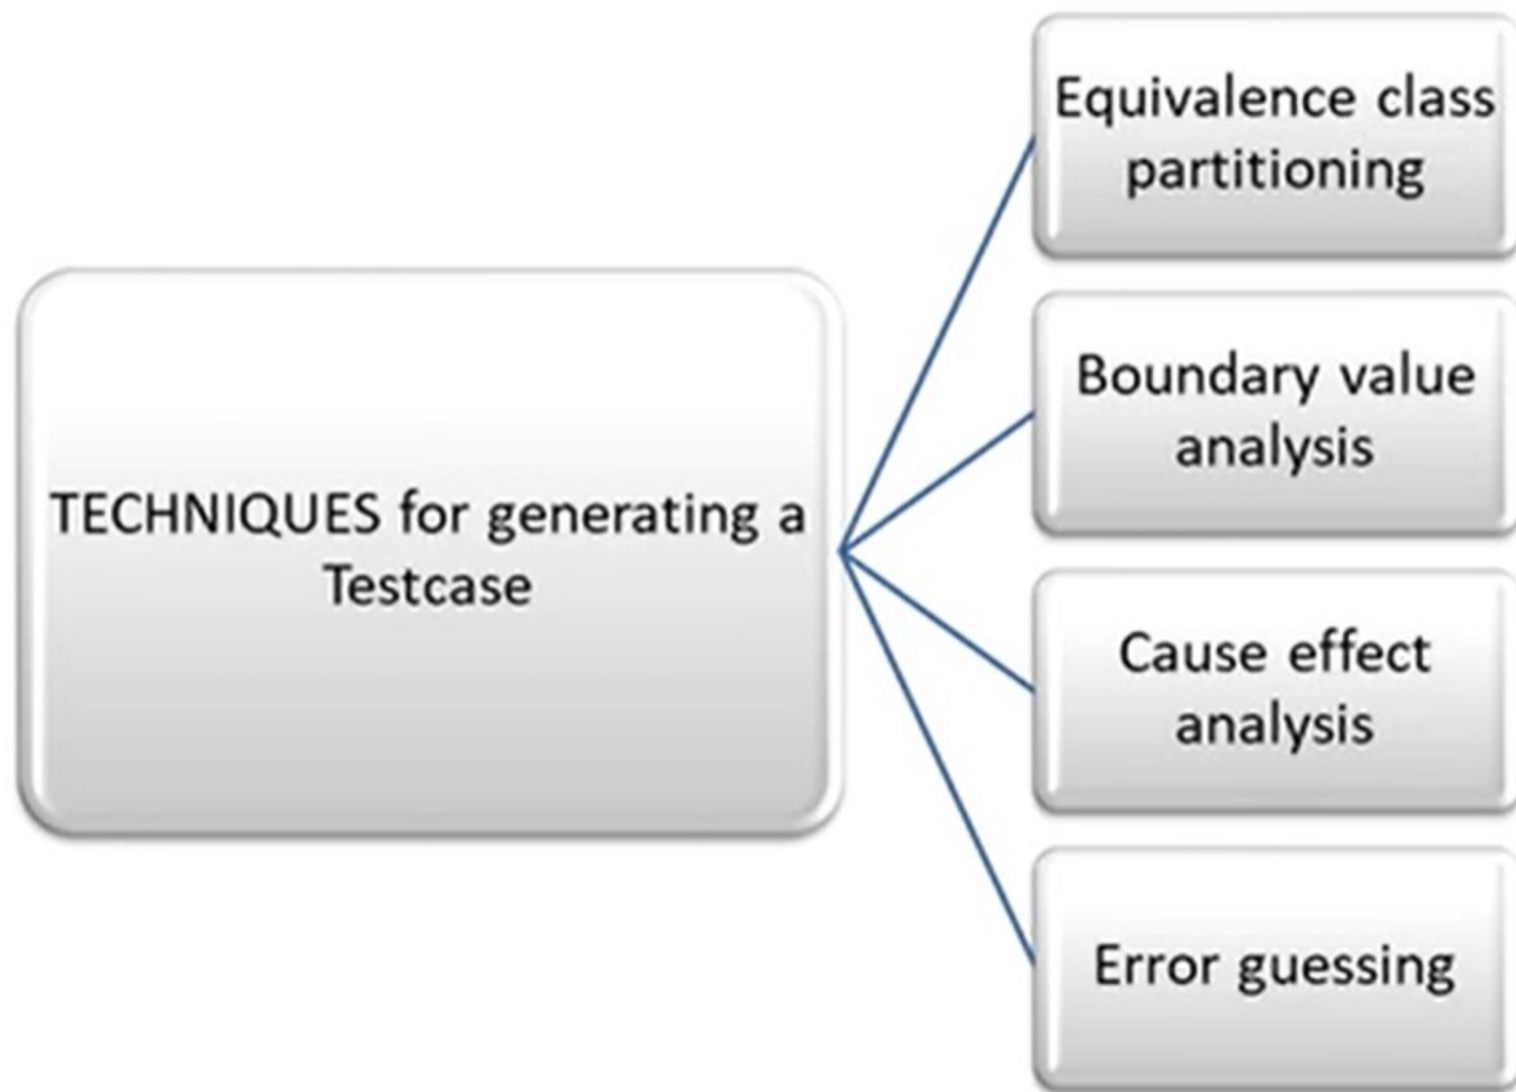 TECHNIQUES for generating a
Testcase
Equivalence class
partitioning
Boundary value
analysis
Cause effect
analysis
Error guessing